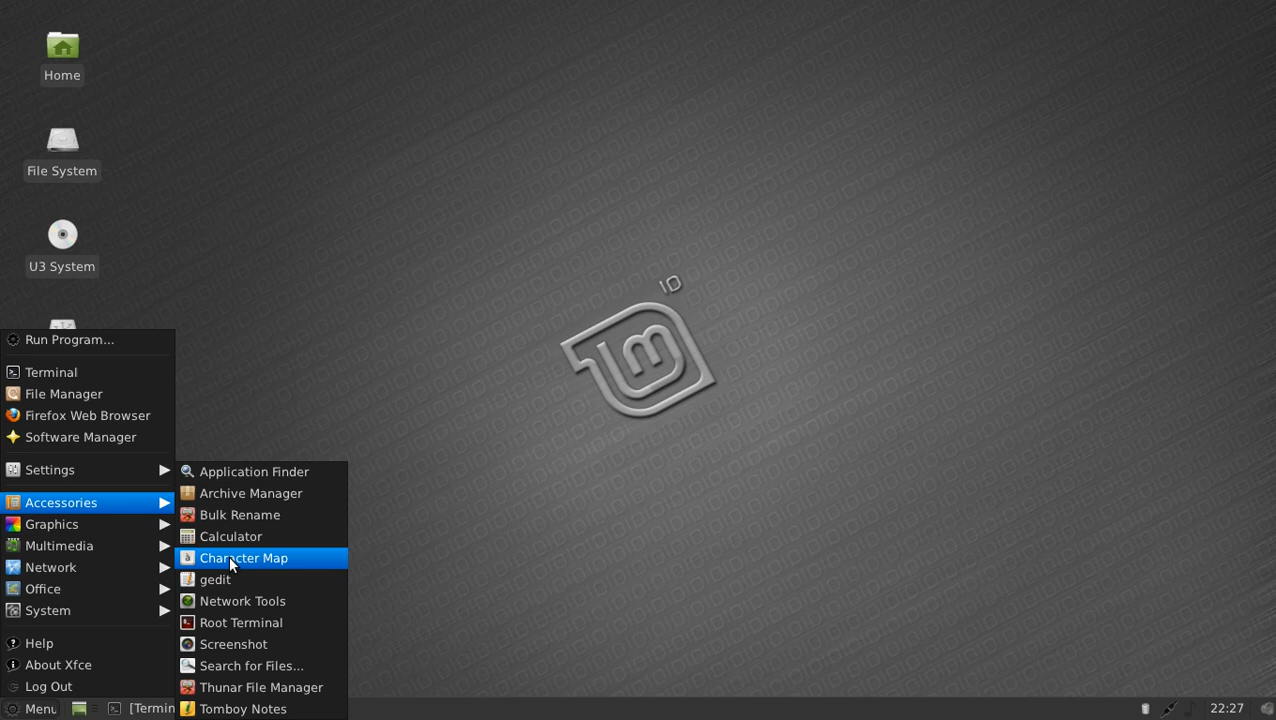 Home
File System
U3 System
10
Run Program...
Terminal
File Manager
Firefox Web Browser
Software Manager
Settings
Accessories
Graphics
Multimedia
Network
Office
System
Help
About Xfce
Log Out
Application Finder
Archive Manager
Bulk Rename
Calculator
Character Map
gedit
Network Tools
Root Terminal
Screenshot
Search for Files...
Thunar File Manager
Tomboy Notes
Menu
[Termin
22:27